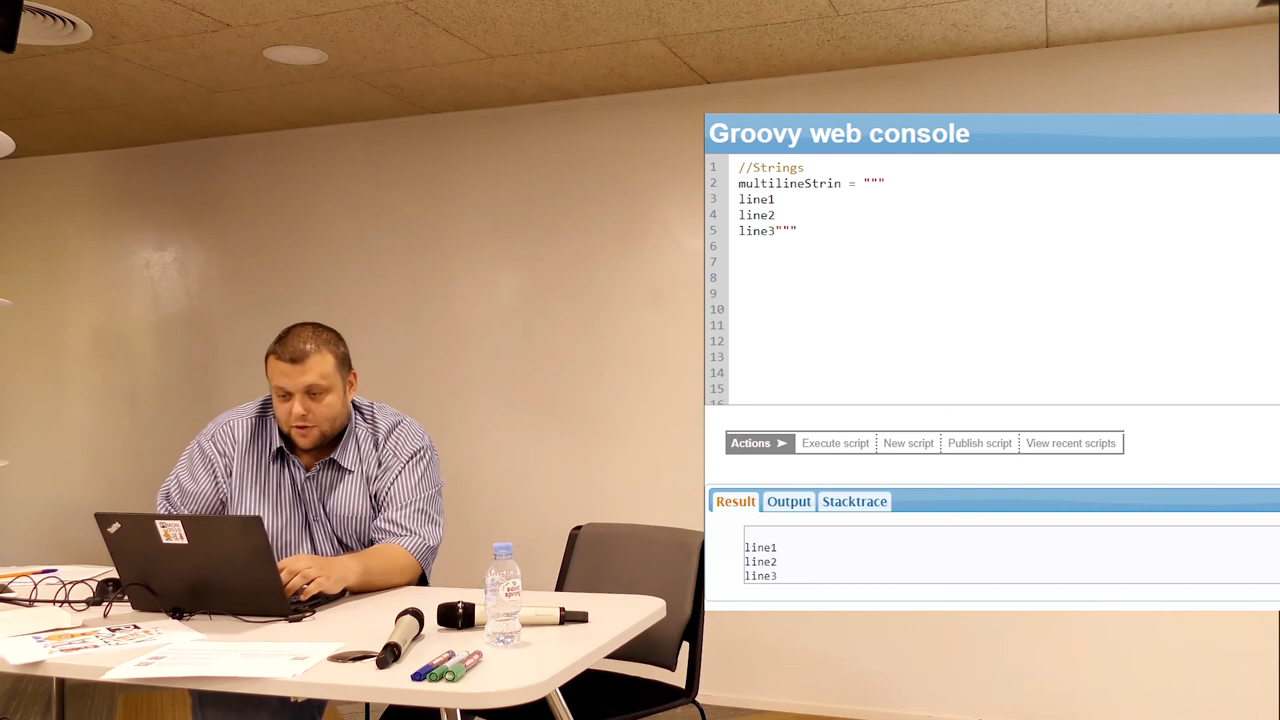 Groovy web console
1 //Strings
2 multilineStrin = """
3 line1
4 line2
5 line3"""
6
7
8
9
10
11
12
13
14
15
16
Actions Execute script New script Publish script View recent scripts
Result Output Stacktrace
line1
line2
line3